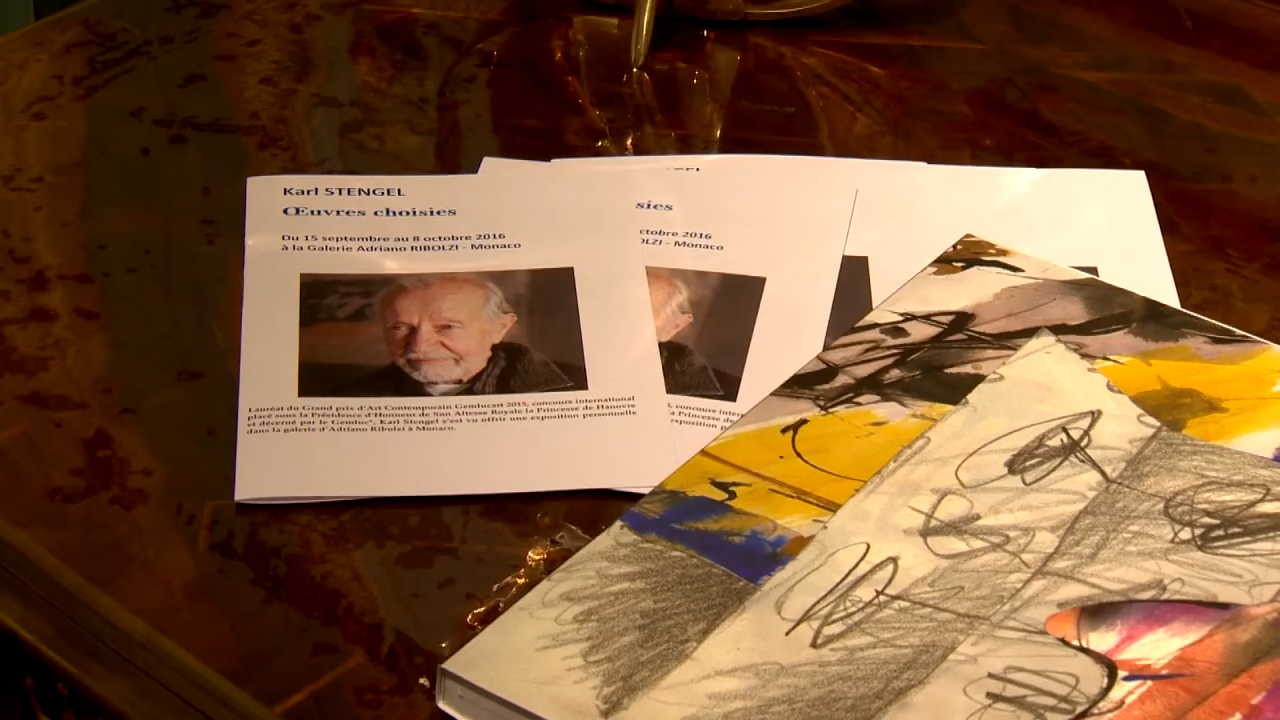 Karl STENGEL
Œuvres choisies
Du 15 septembre au 8 octobre 2016
à la Galerie Adriano RIBOLZI - Monaco
Lauréat du Grand prix d'Art Contemporain Gemlucart 2015, concours international
placé sous la Présidence d'Honneur de Son Altesse Royale la Princesse de Hanovre
et décerné par le Gemluc*, Karl Stengel s'est vu offrir une exposition personnelle
dans la galerie d'Adriano Ribolzi à Monaco.
sies
ctobre 2016
OLZI - Monaco
, concours inter
a Princesse de
exposition p